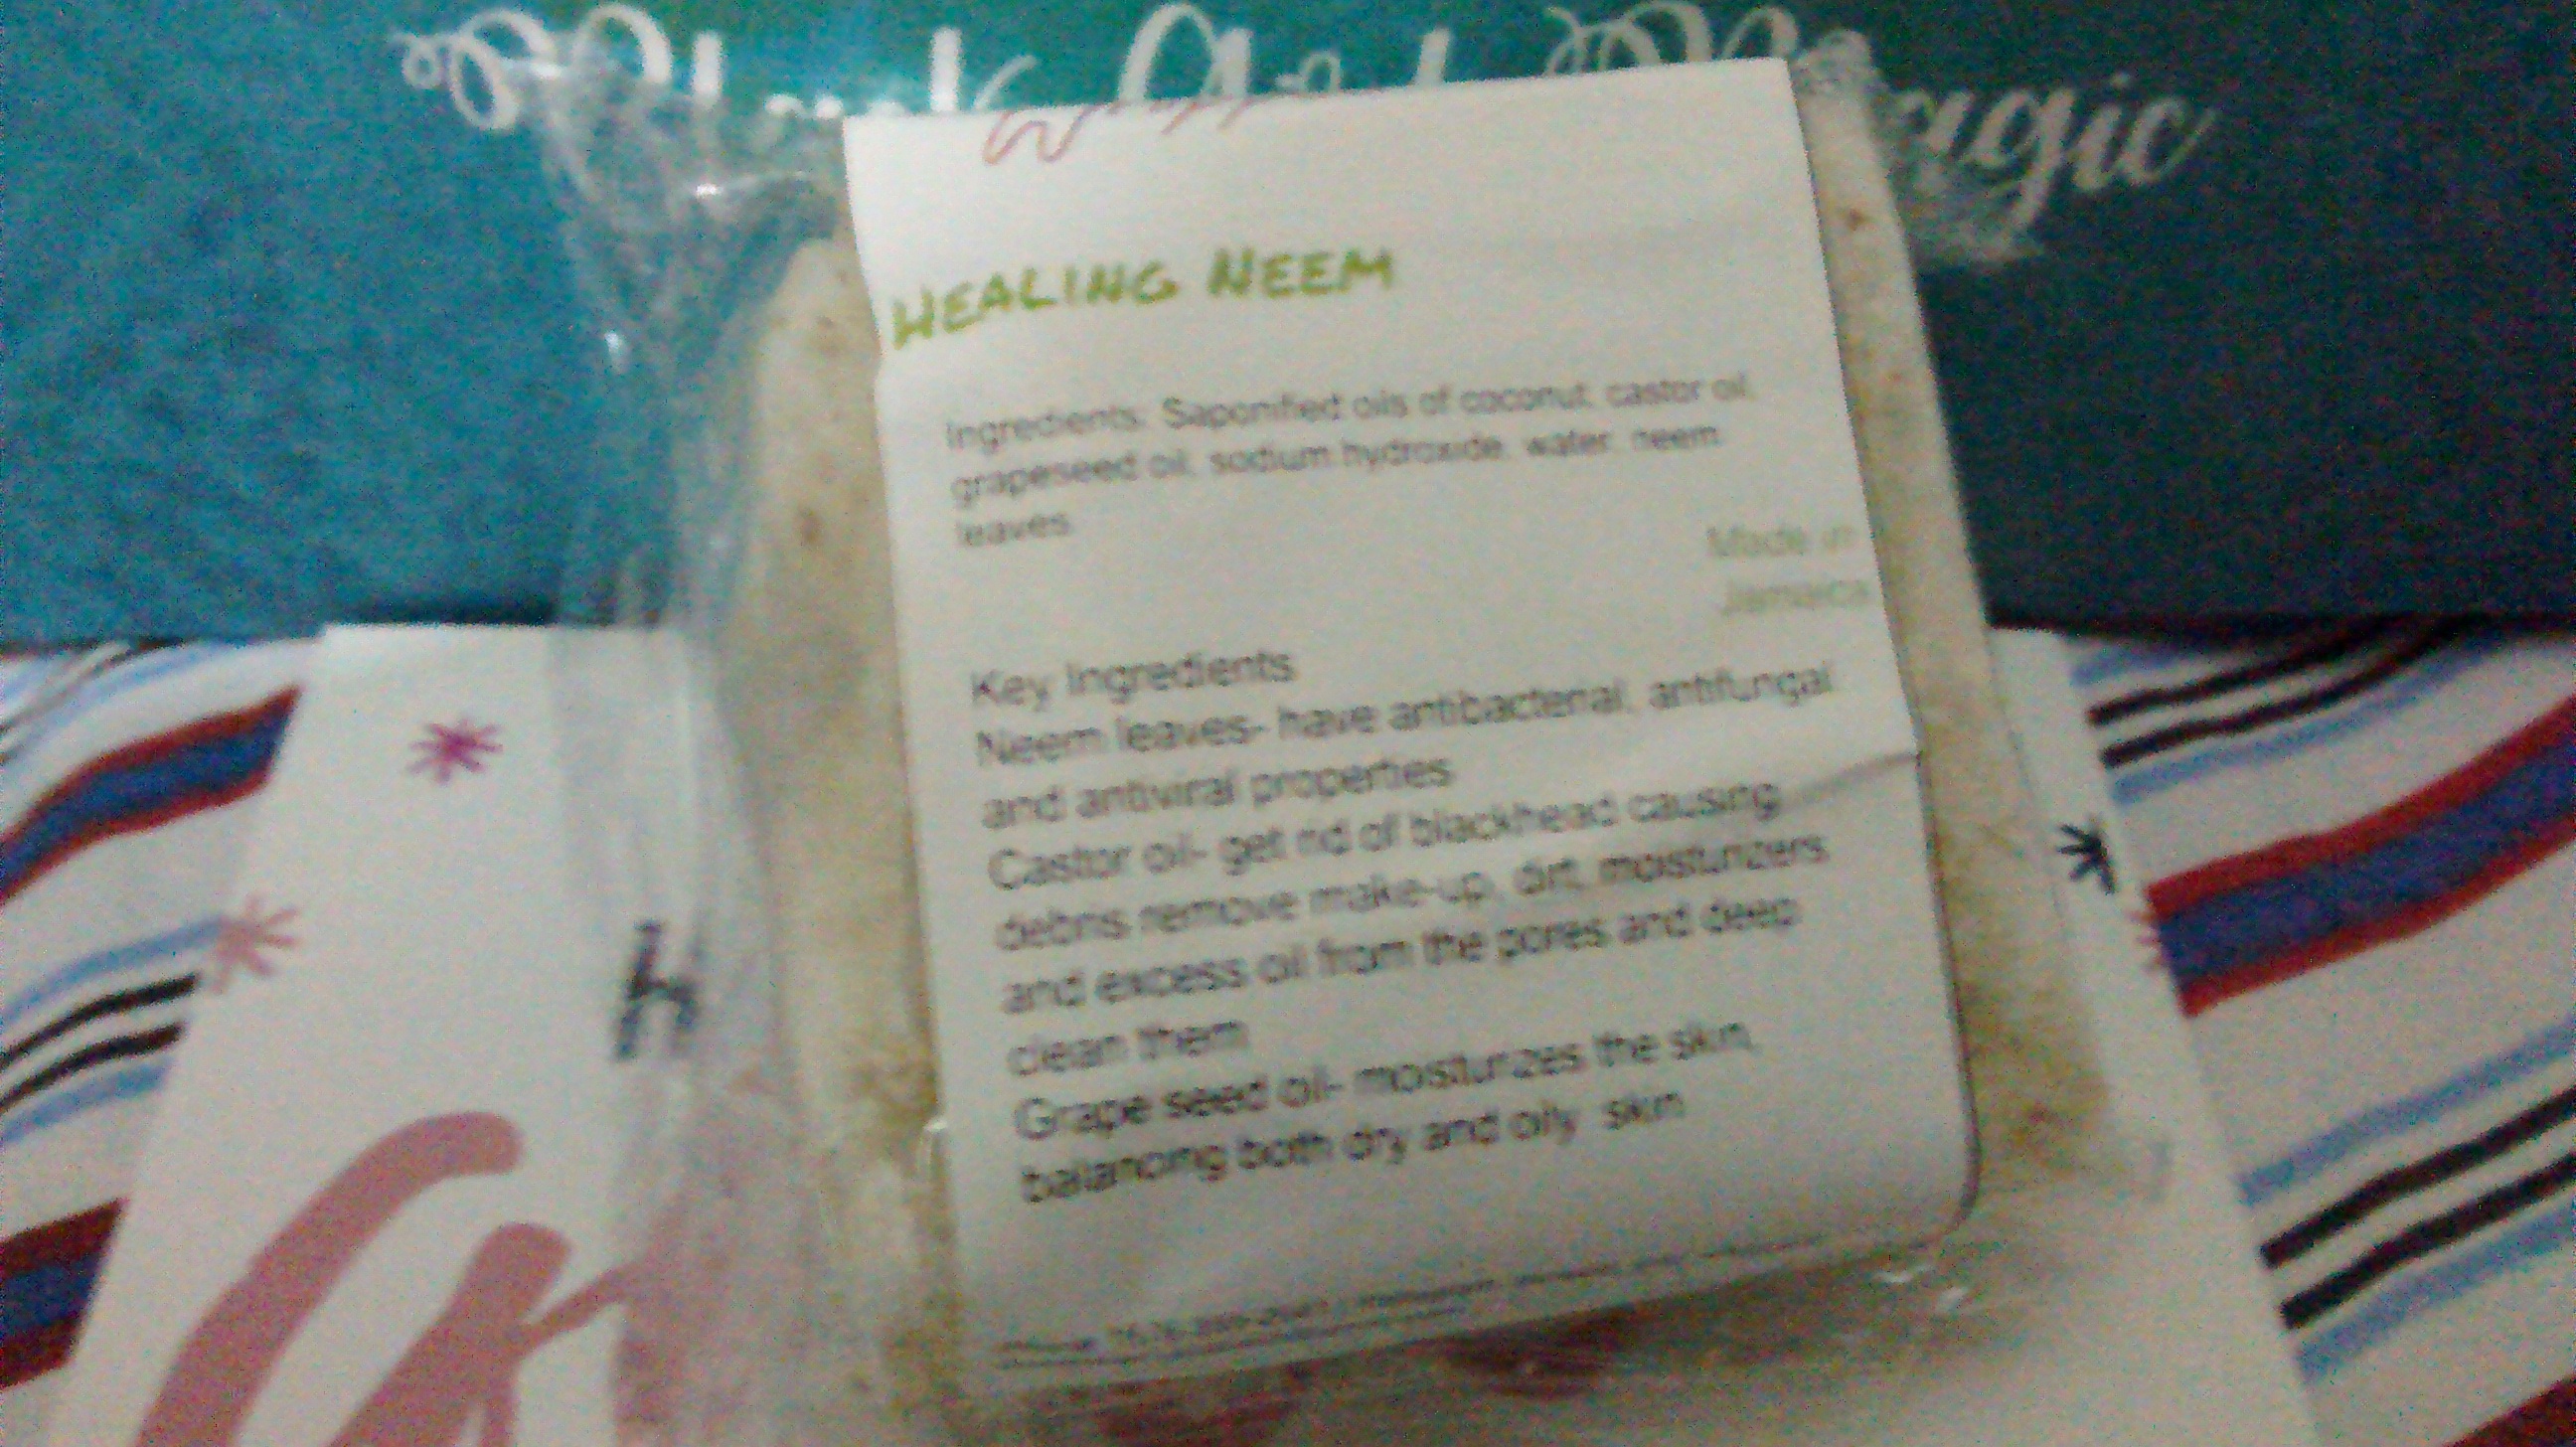 Black Girl Magic
HEALING NEEM
Ingredients: Saponified oils of coconut, castor oil,
grapeseed oil, sodium hydroxide, water, neem
leaves
Made in
Jamaica
Key Ingredients
Neem leaves- have antibacterial, antifungal
and antiviral properties
Castor oil- get rid of blackhead causing
debris remove make-up, dirt, moisturizers
and excess oil from the pores and deep
clean them
Grape seed oil- moisturizes the skin,
balancing both dry and oily skin